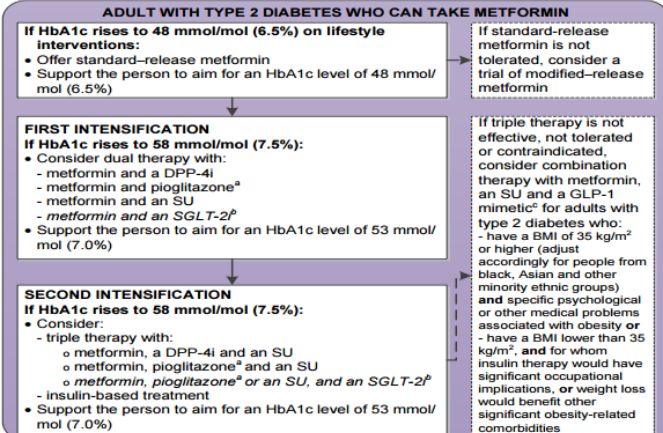 ADULT WITH TYPE 2 DIABETES WHO CAN TAKE METFORMIN
If HbA1c rises to 48 mmol/mol (6.5%) on lifestyle
interventions:
• Offer standard–release metformin
• Support the person to aim for an HbA1c level of 48 mmol/
mol (6.5%)
If standard-release
metformin is not
tolerated, consider a
trial of modified–release
metformin
FIRST INTENSIFICATION
If HbA1c rises to 58 mmol/mol (7.5%):
• Consider dual therapy with:
- metformin and a DPP-4i
- metformin and pioglitazoneᵃ
- metformin and an SU
- metformin and an SGLT-2iᵇ
• Support the person to aim for an HbA1c level of 53 mmol/
mol (7.0%)
SECOND INTENSIFICATION
If HbA1c rises to 58 mmol/mol (7.5%):
• Consider:
- triple therapy with:
o metformin, a DPP-4i and an SU
o metformin, pioglitazoneᵃ and an SU
o metformin, pioglitazoneᵃ or an SU, and an SGLT-2iᵇ
- insulin-based treatment
• Support the person to aim for an HbA1c level of 53 mmol/
mol (7.0%)
If triple therapy is not
effective, not tolerated
or contraindicated,
consider combination
therapy with metformin,
an SU and a GLP-1
mimeticᶜ for adults with
type 2 diabetes who:
- have a BMI of 35 kg/m²
or higher (adjust
accordingly for people from
black, Asian and other
minority ethnic groups)
and specific psychological
or other medical problems
associated with obesity or
- have a BMI lower than 35
kg/m², and for whom
insulin therapy would have
significant occupational
implications, or weight loss
would benefit other
significant obesity-related
comorbidities